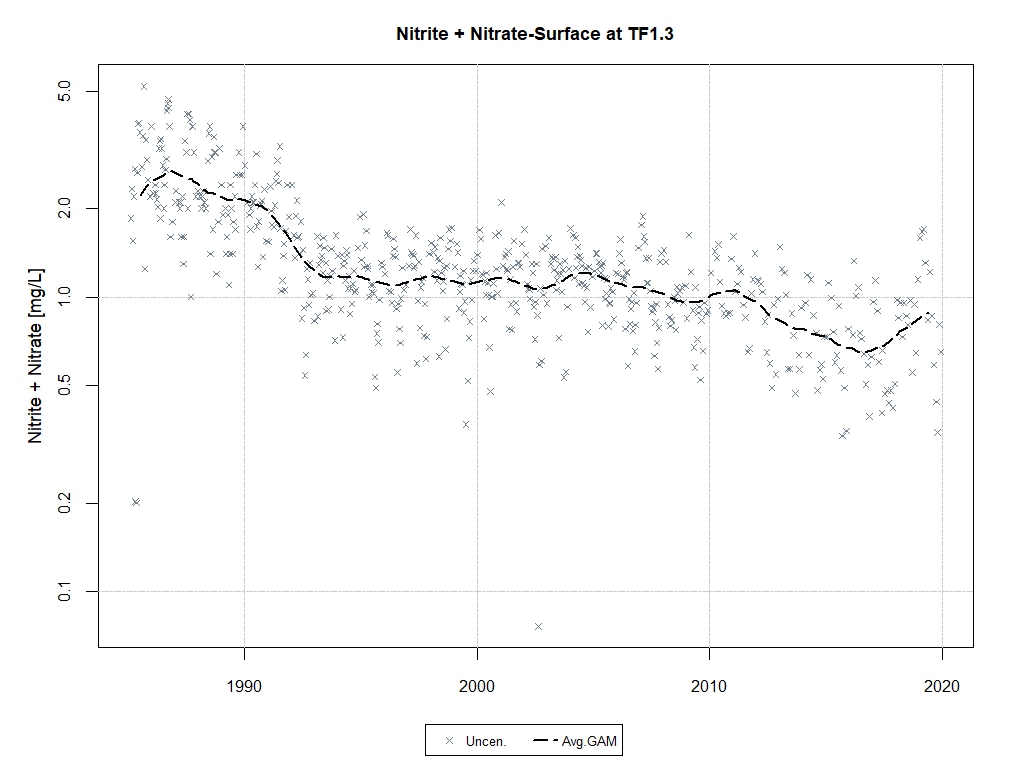 Nitrite + Nitrate-Surface at TF1.3
Nitrite + Nitrate [mg/L]
5.0
2.0
1.0
0.5
0.2
0.1
1990 2000 2010 2020
Uncen. Avg.GAM